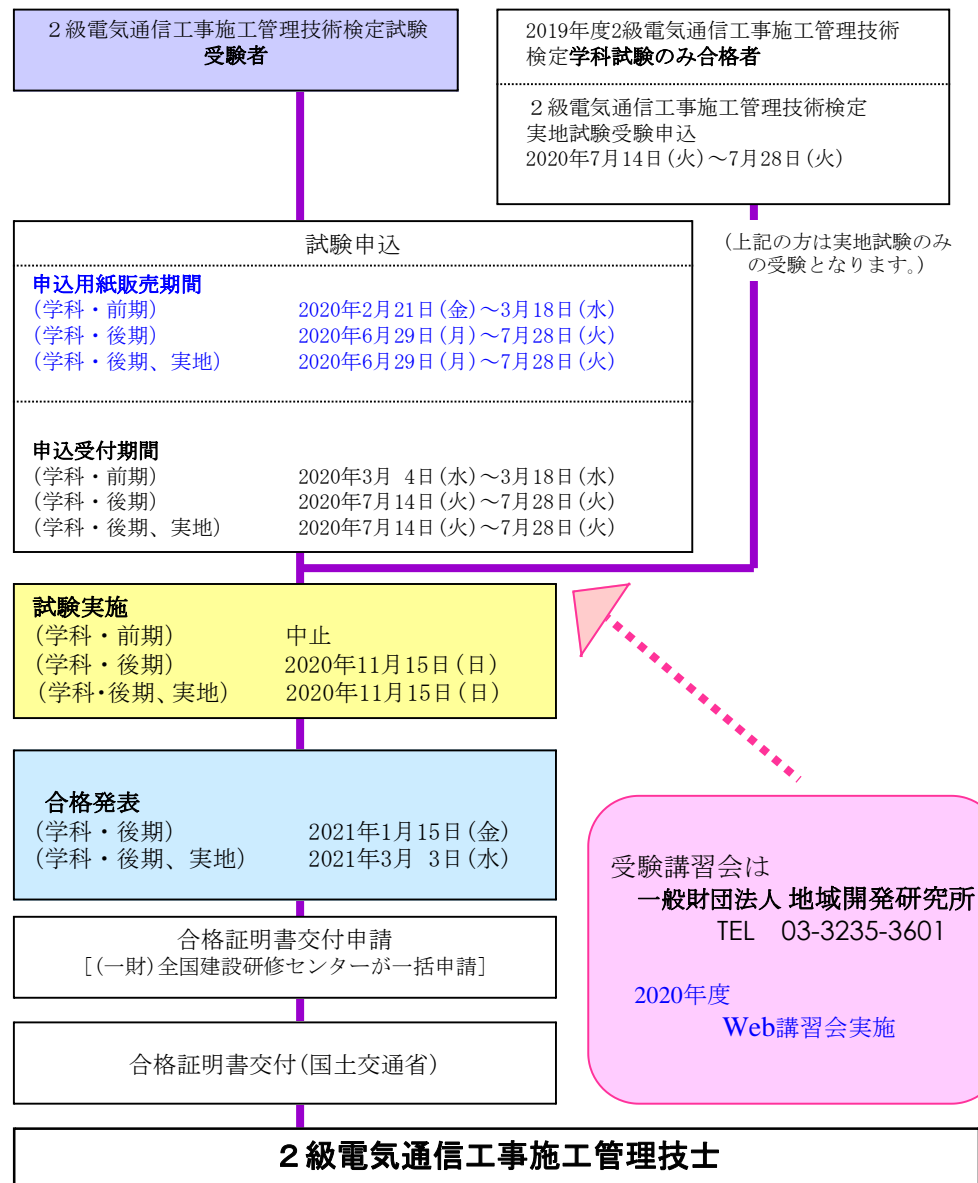 ２級電気通信工事施工管理技術検定試験
受験者
2019年度2級電気通信工事施工管理技術
検定学科試験のみ合格者
２級電気通信工事施工管理技術検定
実地試験受験申込
2020年7月14日(火)～7月28日(火)
(上記の方は実地試験のみ
の受験となります。)
試験申込
申込用紙販売期間
(学科・前期) 2020年2月21日(金)～3月18日(水)
(学科・後期) 2020年6月29日(月)～7月28日(火)
(学科・後期、実地) 2020年6月29日(月)～7月28日(火)
申込受付期間
(学科・前期) 2020年3月 4日(水)～3月18日(水)
(学科・後期) 2020年7月14日(火)～7月28日(火)
(学科・後期、実地) 2020年7月14日(火)～7月28日(火)
試験実施
(学科・前期) 中止
(学科・後期) 2020年11月15日(日)
(学科・後期、実地) 2020年11月15日(日)
合格発表
(学科・後期) 2021年1月15日(金)
(学科・後期、実地) 2021年3月 3日(水)
受験講習会は
一般財団法人 地域開発研究所
TEL 03-3235-3601
2020年度
Web講習会実施
合格証明書交付申請
[(一財)全国建設研修センターが一括申請]
合格証明書交付(国土交通省)
２級電気通信工事施工管理技士